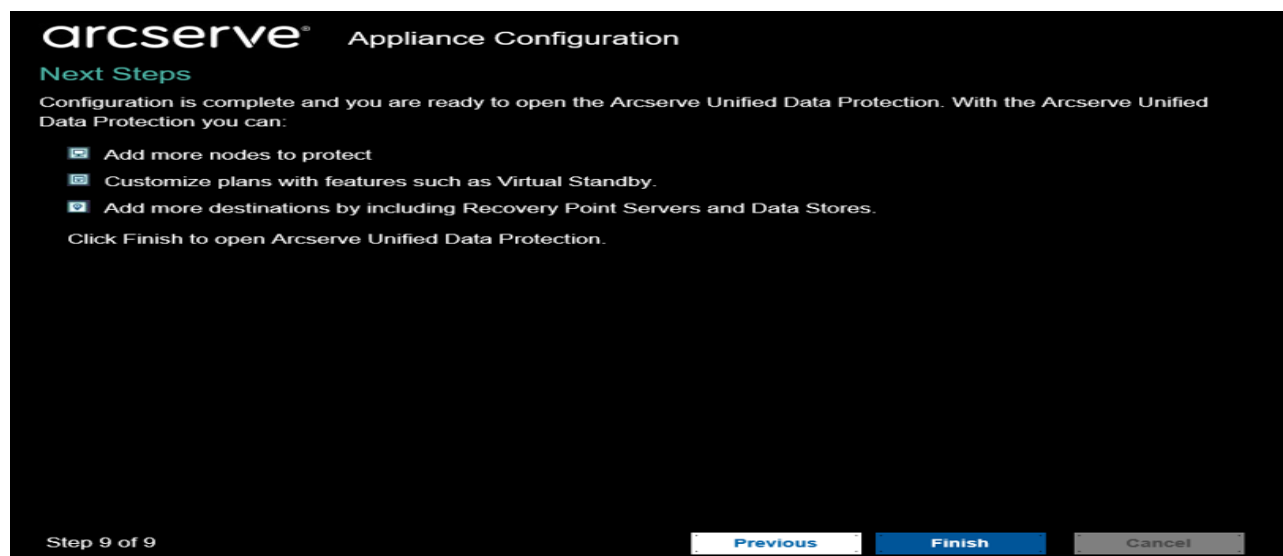 arcserve® Appliance Configuration
Next Steps
Configuration is complete and you are ready to open the Arcserve Unified Data Protection. With the Arcserve Unified
Data Protection you can:
Add more nodes to protect
Customize plans with features such as Virtual Standby.
Add more destinations by including Recovery Point Servers and Data Stores.
Click Finish to open Arcserve Unified Data Protection.
Step 9 of 9 Previous Finish Cancel